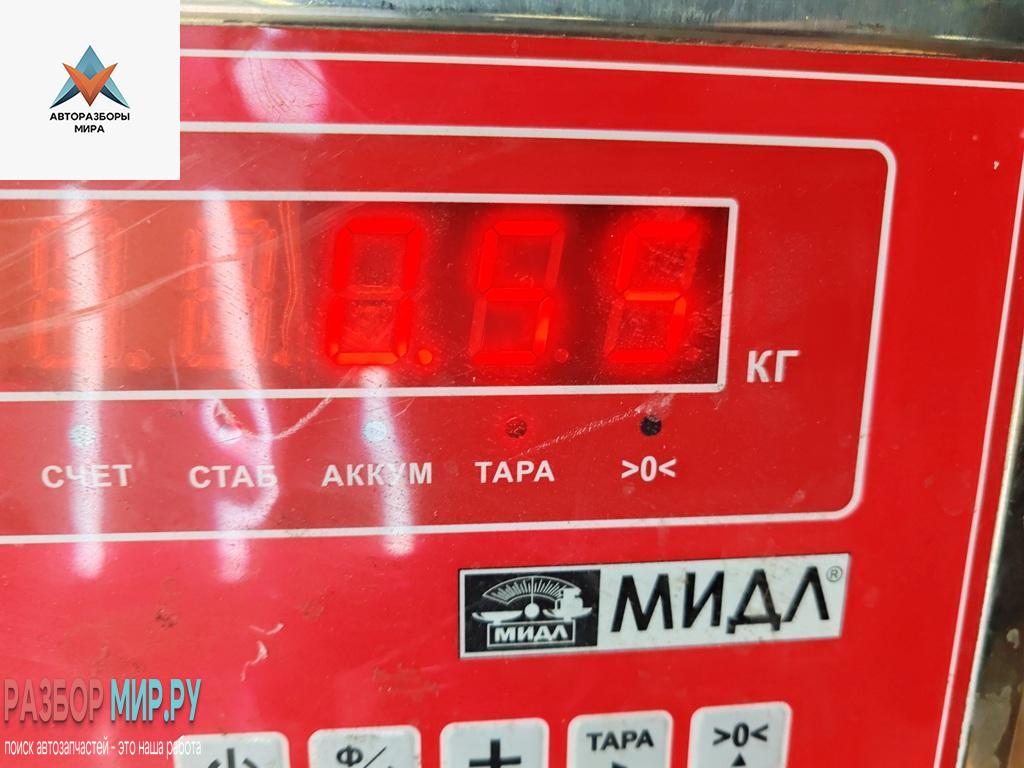 АВТОРАЗБОРЫ
МИРА
0.55
КГ
СЧЕТ СТАБ АККУМ ТАРА >0<
МИДЛ МИДЛ®
РАЗБОР МИР.РУ
поиск автозапчастей - это наша работа
Ф/
+
ТАРА
>0<